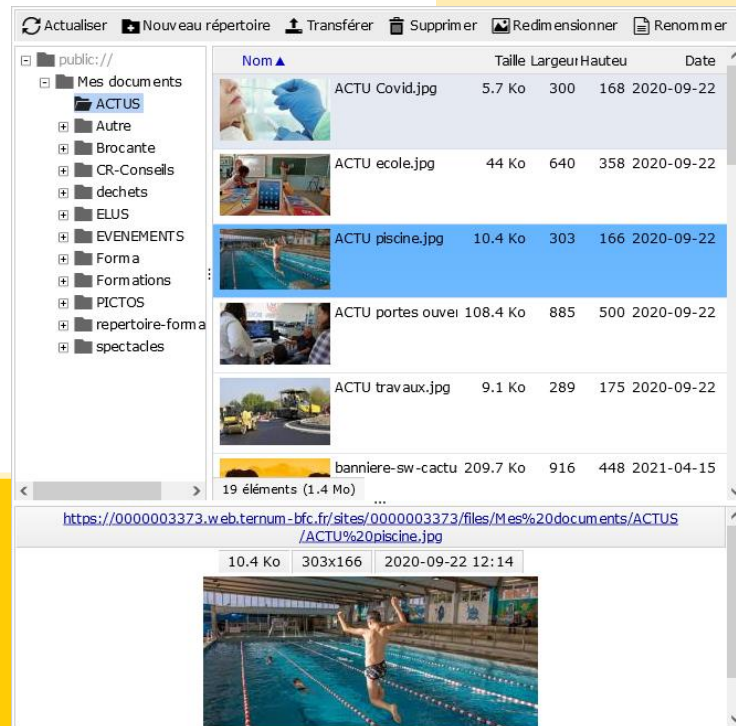 Actualiser Nouveau répertoire Transférer Supprimer Redimensionner Renommer
public://
Mes documents
ACTUS
Autre
Brocante
CR-Conseils
dechets
ELUS
EVENEMENTS
Forma
Formations
PICTOS
repertoire-forma
spectacles
Nom▲ Taille Largeur Hauteu Date
ACTU Covid.jpg 5.7 Ko 300 168 2020-09-22
ACTU ecole.jpg 44 Ko 640 358 2020-09-22
ACTU piscine.jpg 10.4 Ko 303 166 2020-09-22
ACTU portes ouver 108.4 Ko 885 500 2020-09-22
ACTU travaux.jpg 9.1 Ko 289 175 2020-09-22
banniere-sw-cactu 209.7 Ko 916 448 2021-04-15
19 éléments (1.4 Mo)
https://0000003373.web.ternum-bfc.fr/sites/0000003373/files/Mes%20documents/ACTUS
/ACTU%20piscine.jpg
10.4 Ko 303x166 2020-09-22 12:14